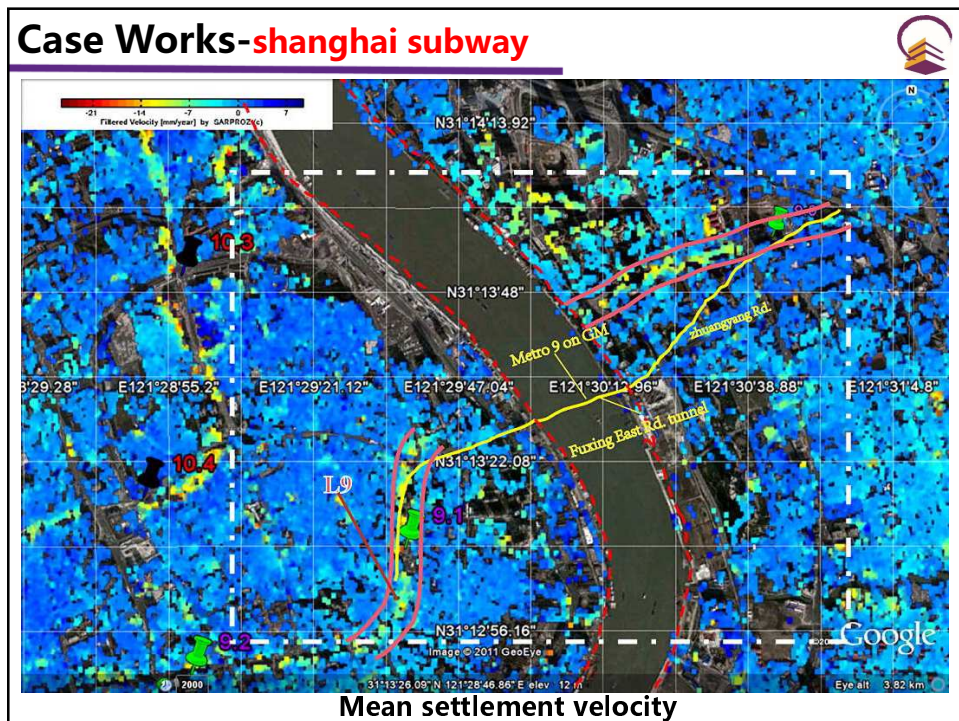 Case Works-shanghai subway
-21 -14 -7 0 7
Filtered Velocity [mm/year] by SARPROZ(c)
N
N31°14'13.92"
10.3
N31°13'48"
zhuangyang Rd.
Metro 9 on GM
E121°28'55.2" E121°29'21.12" E121°29'47.04" E121°30'12.96" E121°30'38.88" E121°31'4.8"
Fuxing East Rd. tunnel
10.4
N31°13'22.08"
L9
9.1
N31°12'56.16"
9.2
Google
Image © 2011 GeoEye
2000
31°13'26.09"N 121°28'46.86"E elev 12 m
Eye alt 3.82 km
Mean settlement velocity